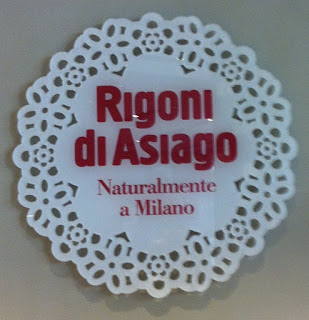 Rigoni
di Asiago
Naturalmente
a Milano